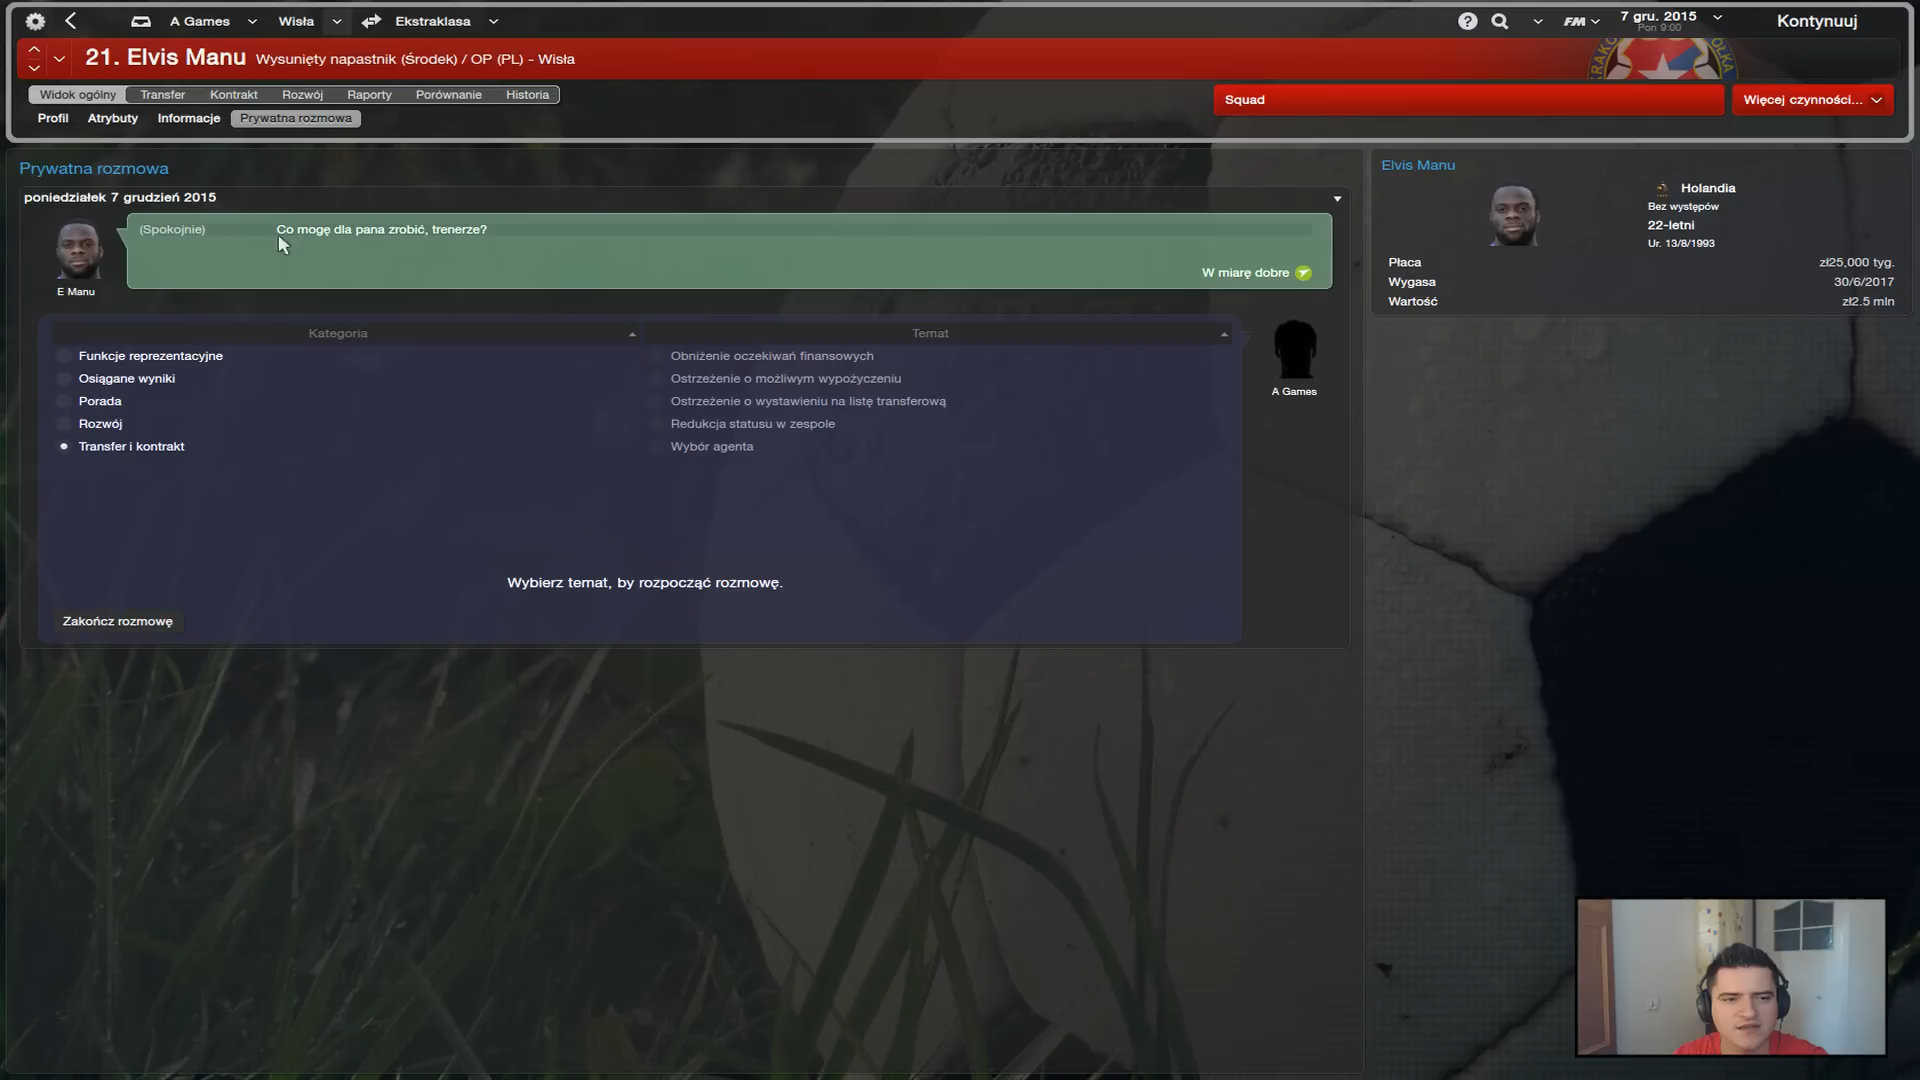 A Games
Wisła
Ekstraklasa
FM
7 gru. 2015
Pon 9:00
Kontynuuj
21. Elvis Manu
Wysunięty napastnik (Środek) / OP (PL) - Wisła
Widok ogólny
Transfer
Kontrakt
Rozwój
Raporty
Porównanie
Historia
Squad
Więcej czynności...
Profil
Atrybuty
Informacje
Prywatna rozmowa
Prywatna rozmowa
poniedziałek 7 grudzień 2015
(Spokojnie)
Co mogę dla pana zrobić, trenerze?
W miarę dobre
E Manu
Kategoria
Temat
Funkcje reprezentacyjne
Obniżenie oczekiwań finansowych
Osiągane wyniki
Ostrzeżenie o możliwym wypożyczeniu
Porada
Ostrzeżenie o wystawieniu na listę transferową
Rozwój
Redukcja statusu w zespole
Transfer i kontrakt
Wybór agenta
A Games
Wybierz temat, by rozpocząć rozmowę.
Zakończ rozmowę
Elvis Manu
Holandia
Bez występów
22-letni
Ur. 13/8/1993
Płaca
zł25,000 tyg.
Wygasa
30/6/2017
Wartość
zł2.5 mln